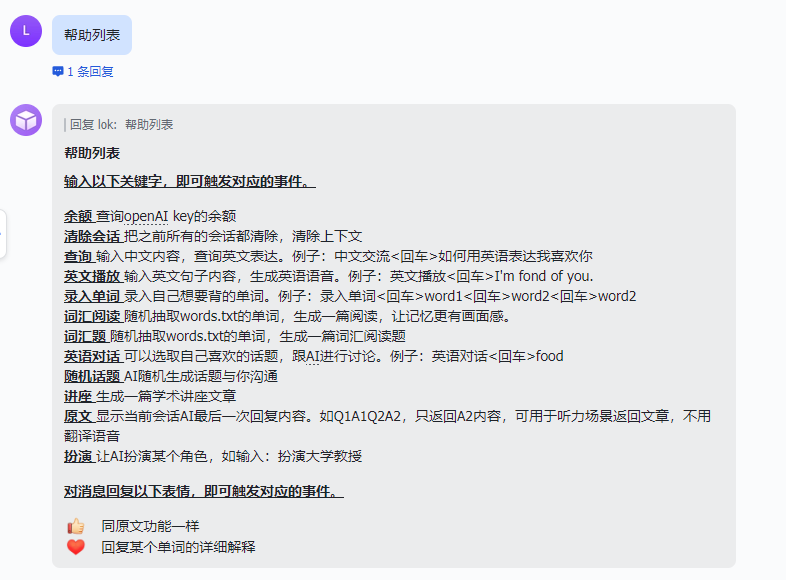 L
帮助列表
1 条回复
回复 lok: 帮助列表
帮助列表
输入以下关键字，即可触发对应的事件。
余额 查询openAI key的余额
清除会话 把之前所有的会话都清除，清除上下文
查询 输入中文内容，查询英文表达。例子：中文交流<回车>如何用英语表达我喜欢你
英文播放 输入英文句子内容，生成英语语音。例子：英文播放<回车>I'm fond of you.
录入单词 录入自己想要背的单词。例子：录入单词<回车>word1<回车>word2<回车>word2
词汇阅读 随机抽取words.txt的单词，生成一篇阅读，让记忆更有画面感。
词汇题 随机抽取words.txt的单词，生成一篇词汇阅读题
英语对话 可以选取自己喜欢的话题，跟AI进行讨论。例子：英语对话<回车>food
随机话题 AI随机生成话题与你沟通
讲座 生成一篇学术讲座文章
原文 显示当前会话AI最后一次回复内容。如Q1A1Q2A2，只返回A2内容，可用于听力场景返回文章，不用
翻译语音
扮演 让AI扮演某个角色，如输入：扮演大学教授
对消息回复以下表情，即可触发对应的事件。
同原文功能一样
回复某个单词的详细解释